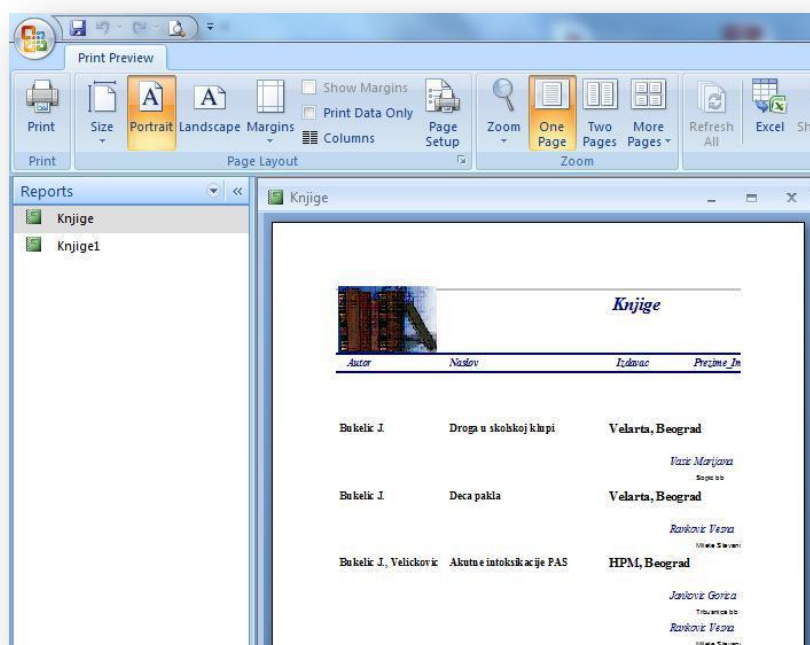 Print Preview
Show Margins
Print Data Only
Columns
Print Size Portrait Landscape Margins Page Setup Zoom One Page Two Pages More Pages Refresh All Excel
Print Page Layout Zoom
Reports
Knjige
Knjige1
Knjige
Knjige
Autor Naslov Izdavac Prezime_Im
Bukelic J. Droga u skolskoj klupi Velarta, Beograd
Vasic Marijana
Bukelic J. Deca pakla Velarta, Beograd
Rankovic Vesna
Bukelic J., Velickovic Akutne intoksikacije PAS HPM, Beograd
Jankovic Gorica
Rankovic Vesna